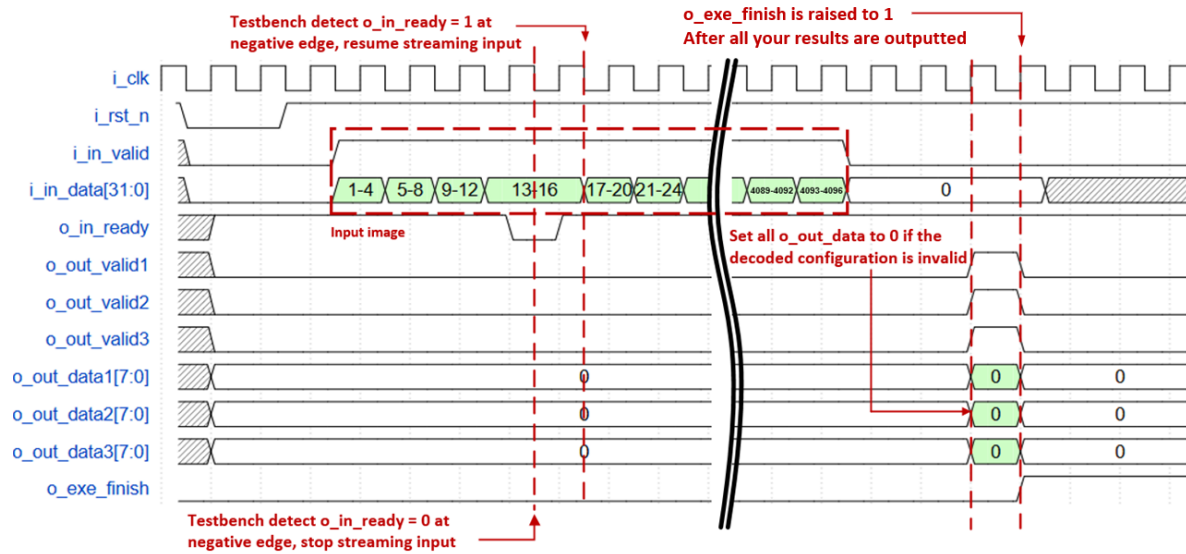 Testbench detect o_in_ready = 1 at
negative edge, resume streaming input
o_exe_finish is raised to 1
After all your results are outputted
i_clk
i_rst_n
i_in_valid
i_in_data[31:0]
1-4
5-8
9-12
13-16
17-20
21-24
4089-4092
4093-4096
0
o_in_ready
Input image
Set all o_out_data to 0 if the
decoded configuration is invalid
o_out_valid1
o_out_valid2
o_out_valid3
o_out_data1[7:0]
0
0
0
o_out_data2[7:0]
0
0
0
o_out_data3[7:0]
0
0
0
o_exe_finish
Testbench detect o_in_ready = 0 at
negative edge, stop streaming input